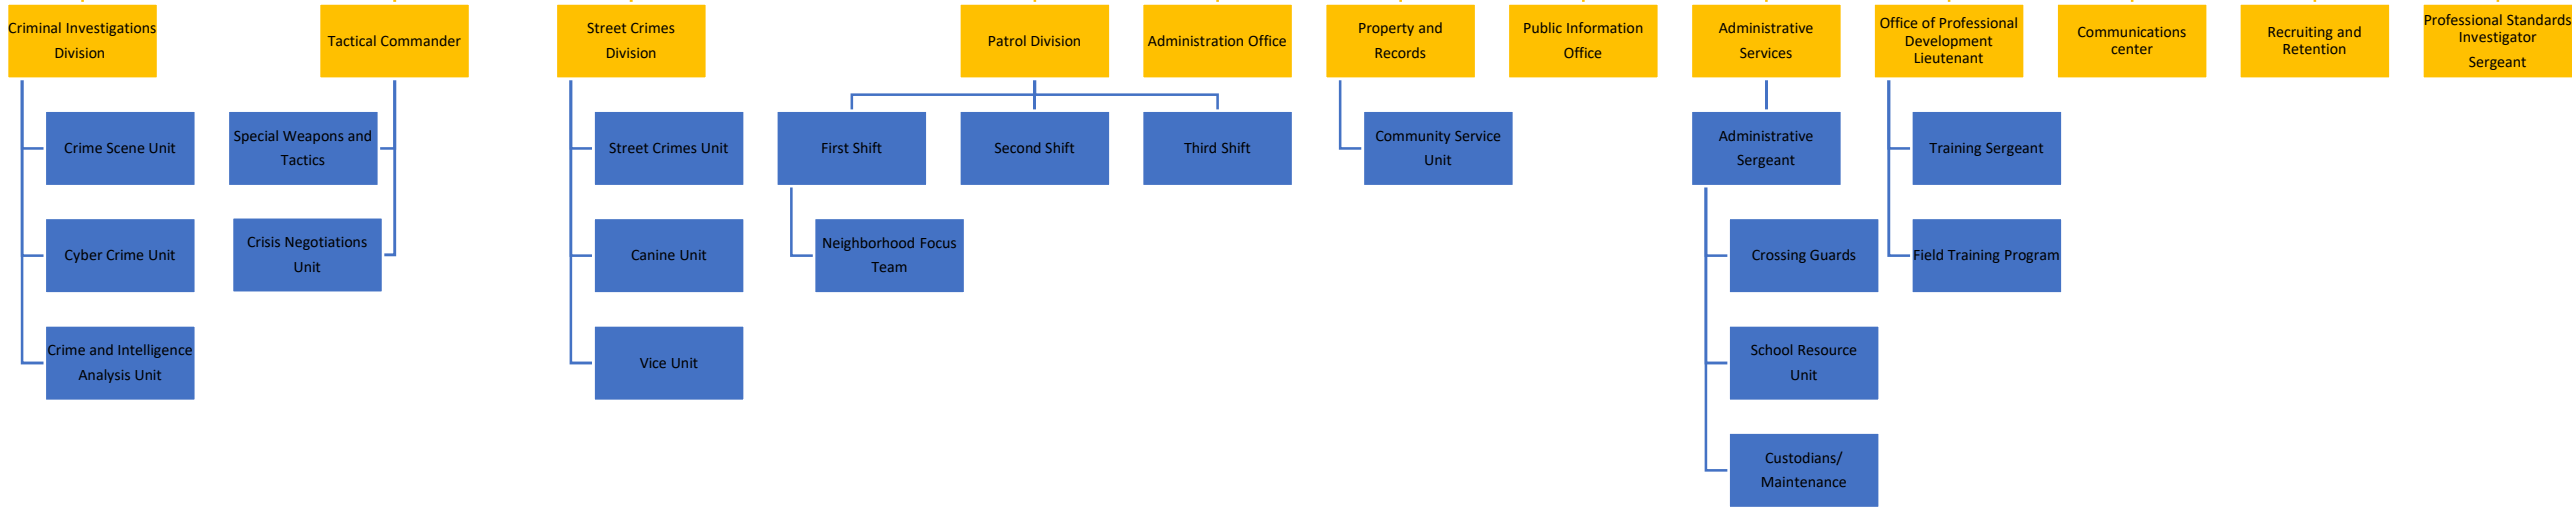 Criminal Investigations
Division
Tactical Commander
Street Crimes
Division
Patrol Division
Administration Office
Property and
Records
Public Information
Office
Administrative
Services
Office of Professional
Development
Lieutenant
Communications
center
Recruiting and
Retention
Professional Standards
Investigator
Sergeant
Crime Scene Unit
Special Weapons and
Tactics
Street Crimes Unit
First Shift
Second Shift
Third Shift
Community Service
Unit
Administrative
Sergeant
Training Sergeant
Cyber Crime Unit
Crisis Negotiations
Unit
Canine Unit
Neighborhood Focus
Team
Crossing Guards
Field Training Program
Crime and Intelligence
Analysis Unit
Vice Unit
School Resource
Unit
Custodians/
Maintenance